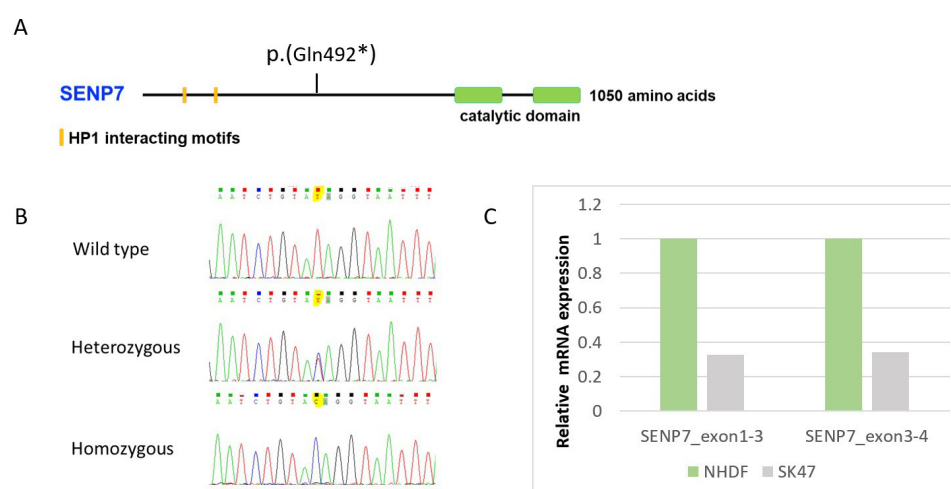 A
p.(Gln492*)
SENP7
1050 amino acids
catalytic domain
HP1 interacting motifs
B
A A T C T G T A T A G G T A A T T T
Wild type
A A T C T G T A T A G G T A A T T T
Heterozygous
A A T C T G T A C A G G T A A T T T
Homozygous
C
Relative mRNA expression
1.2
1
0.8
0.6
0.4
0.2
0
SENP7_exon1-3 SENP7_exon3-4
NHDF SK47